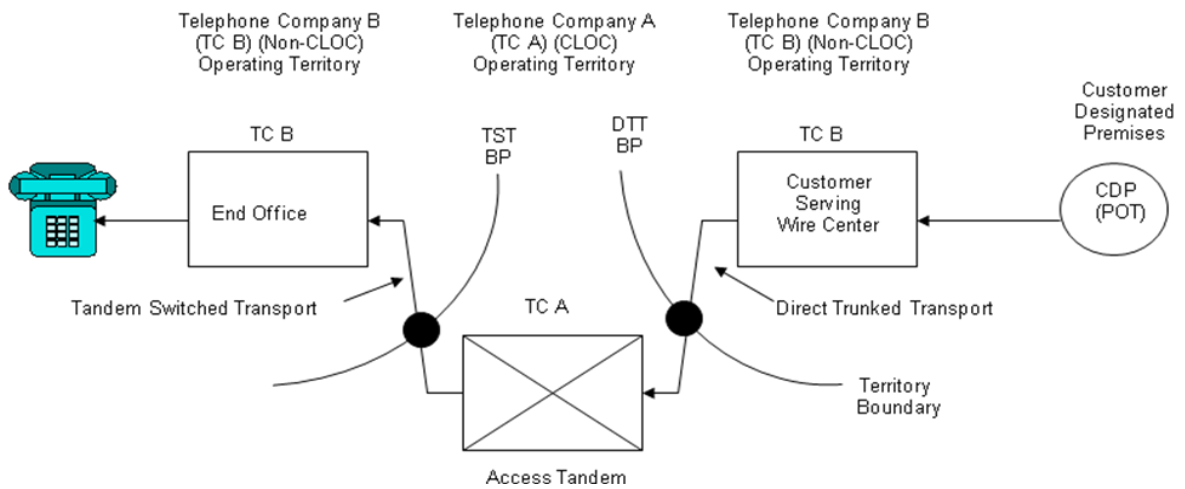 Telephone Company B
(TC B) (Non-CLOC)
Operating Territory
Telephone Company A
(TC A) (CLOC)
Operating Territory
Telephone Company B
(TC B) (Non-CLOC)
Operating Territory
Customer
Designated
Premises
TC B
TST
BP
DTT
BP
TC B
End Office
Customer
Serving
Wire Center
CDP
(POT)
Tandem Switched Transport
TC A
Direct Trunked Transport
Territory
Boundary
Access Tandem